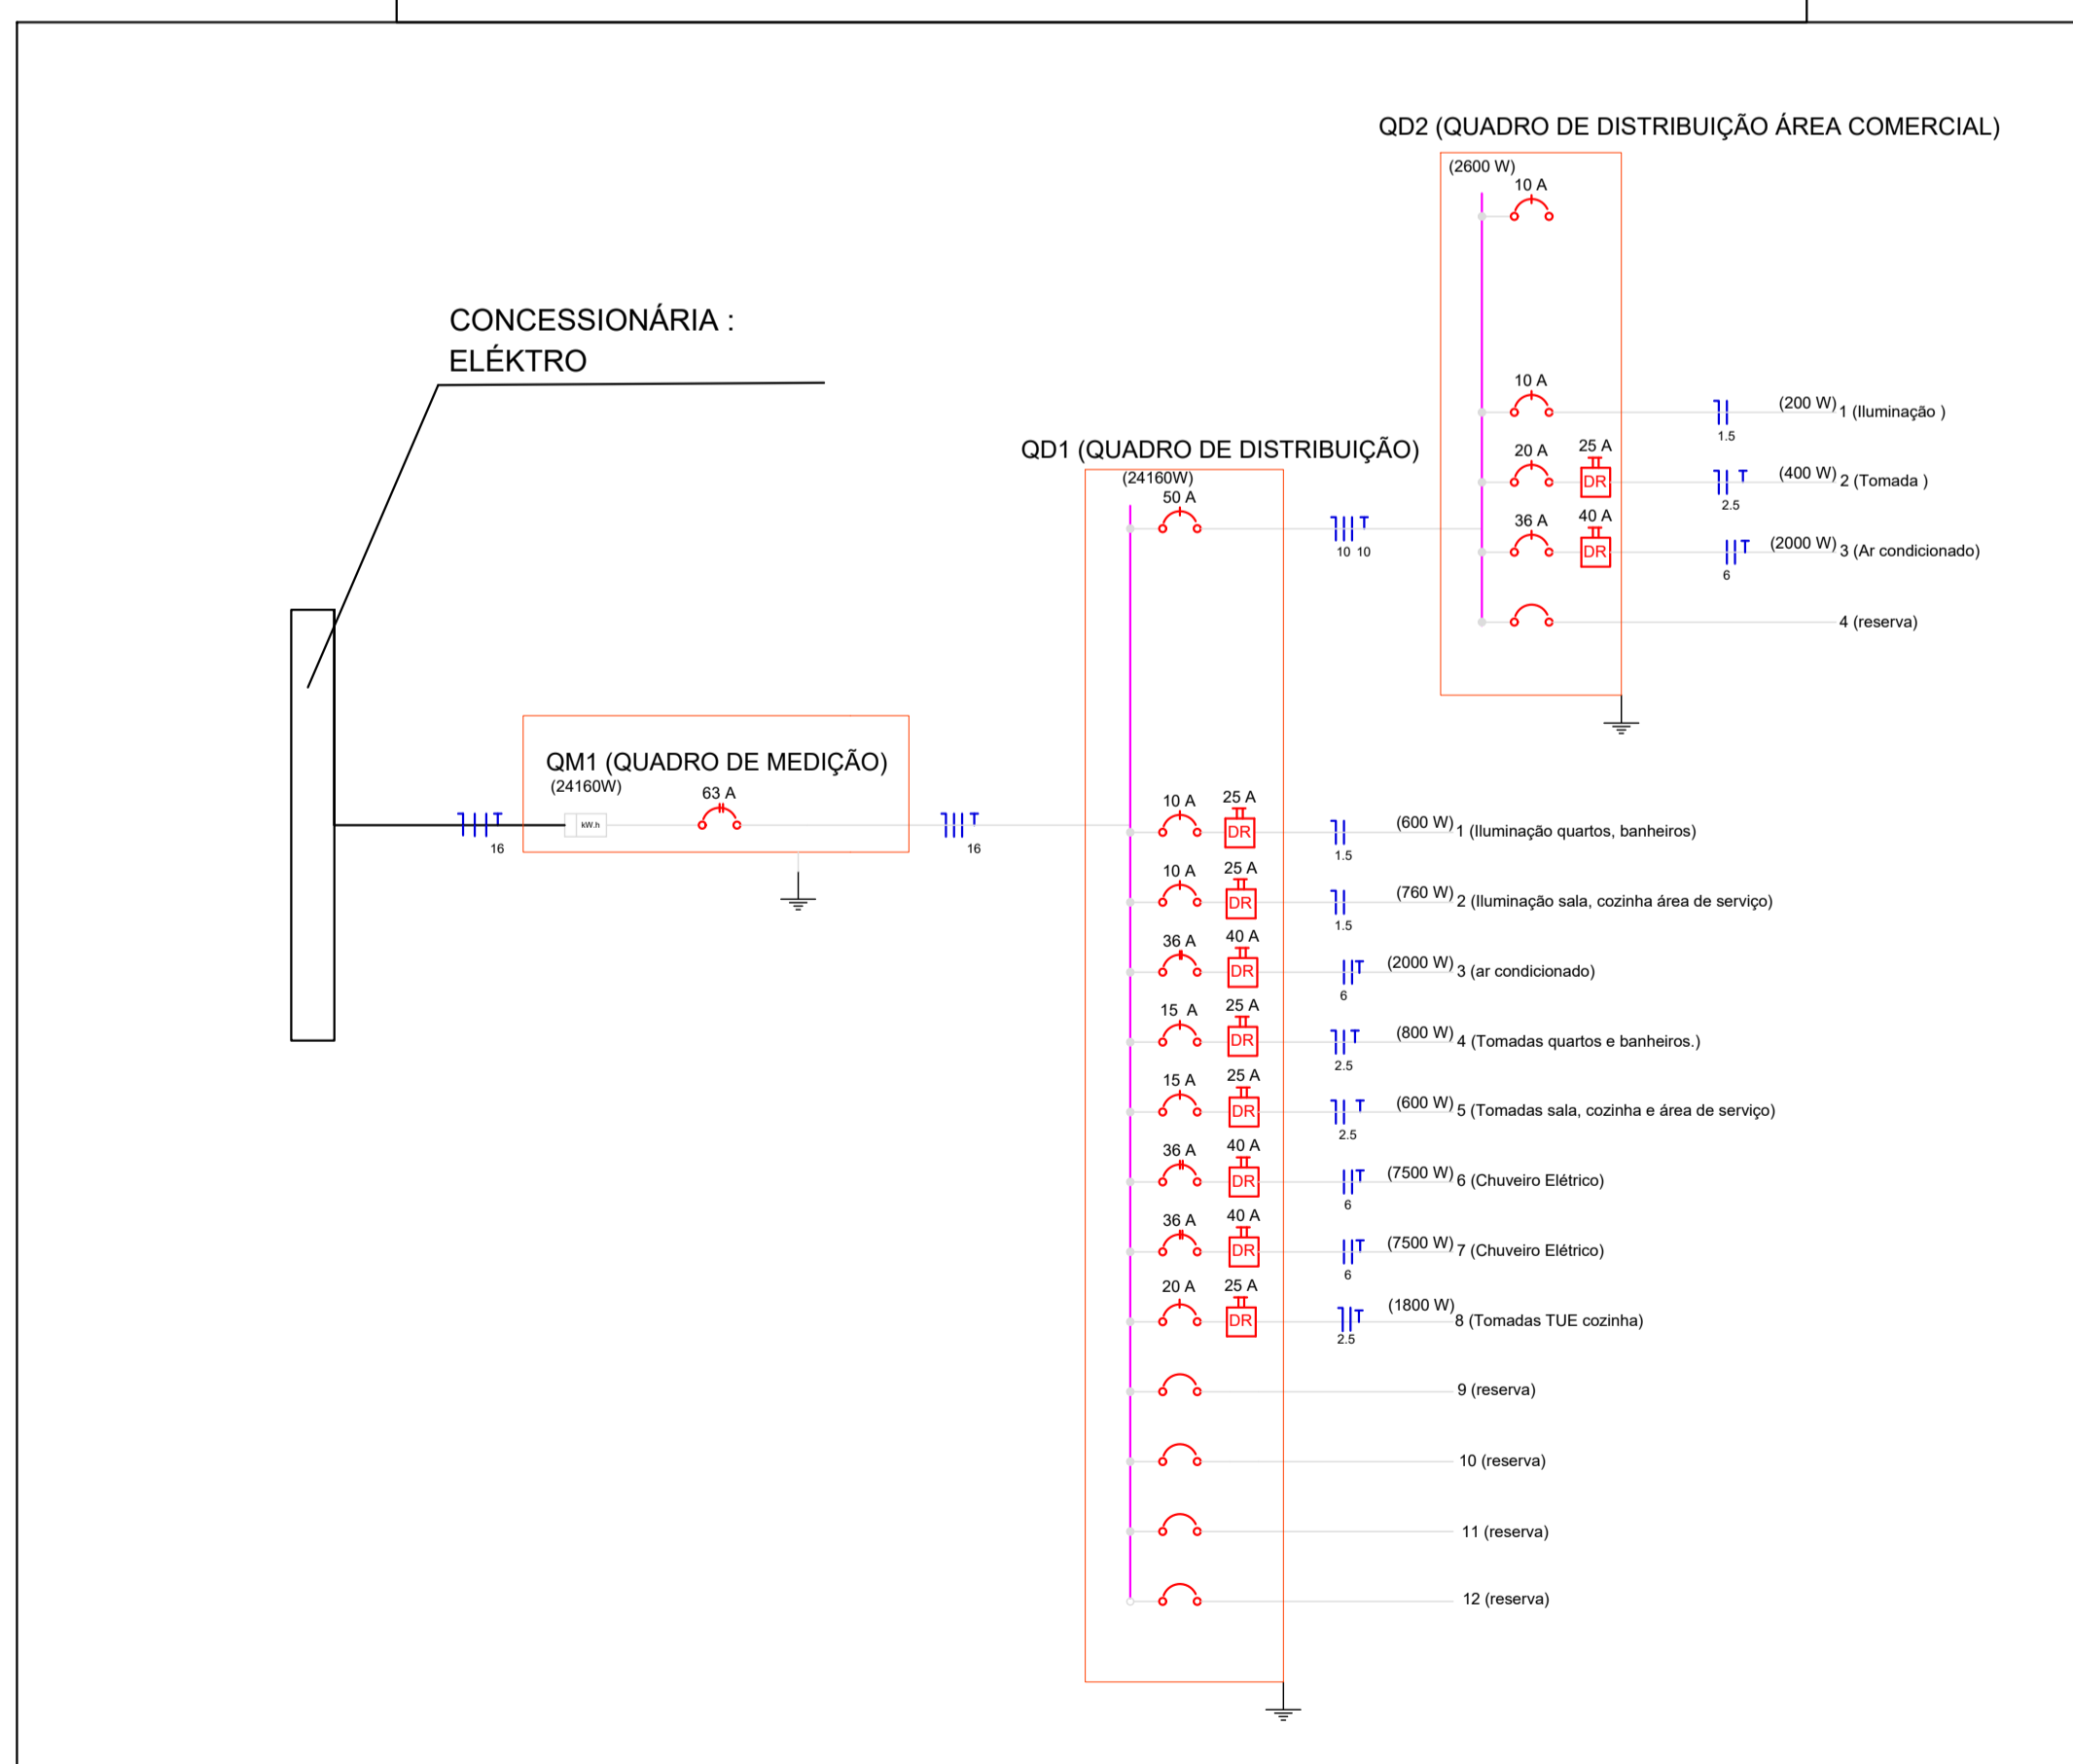 QD2 (QUADRO DE DISTRIBUIÇÃO ÁREA COMERCIAL)
(2600 W)
10 A
10 A
(200 W) 1 (Iluminação )
1.5
20 A
25 A
DR
(400 W) 2 (Tomada )
2.5
36 A
40 A
DR
(2000 W) 3 (Ar condicionado)
6
4 (reserva)
CONCESSIONÁRIA :
ELÉKTRO
QM1 (QUADRO DE MEDIÇÃO)
(24160W)
63 A
kW.h
16
16
QD1 (QUADRO DE DISTRIBUIÇÃO)
(24160W)
50 A
10 10
10 A
25 A
DR
(600 W) 1 (Iluminação quartos, banheiros)
1.5
10 A
25 A
DR
(760 W) 2 (Iluminação sala, cozinha área de serviço)
1.5
36 A
40 A
DR
(2000 W) 3 (ar condicionado)
6
15 A
25 A
DR
(800 W) 4 (Tomadas quartos e banheiros.)
2.5
15 A
25 A
DR
(600 W) 5 (Tomadas sala, cozinha e área de serviço)
2.5
36 A
40 A
DR
(7500 W) 6 (Chuveiro Elétrico)
6
36 A
40 A
DR
(7500 W) 7 (Chuveiro Elétrico)
6
20 A
25 A
DR
(1800 W) 8 (Tomadas TUE cozinha)
2.5
9 (reserva)
10 (reserva)
11 (reserva)
12 (reserva)